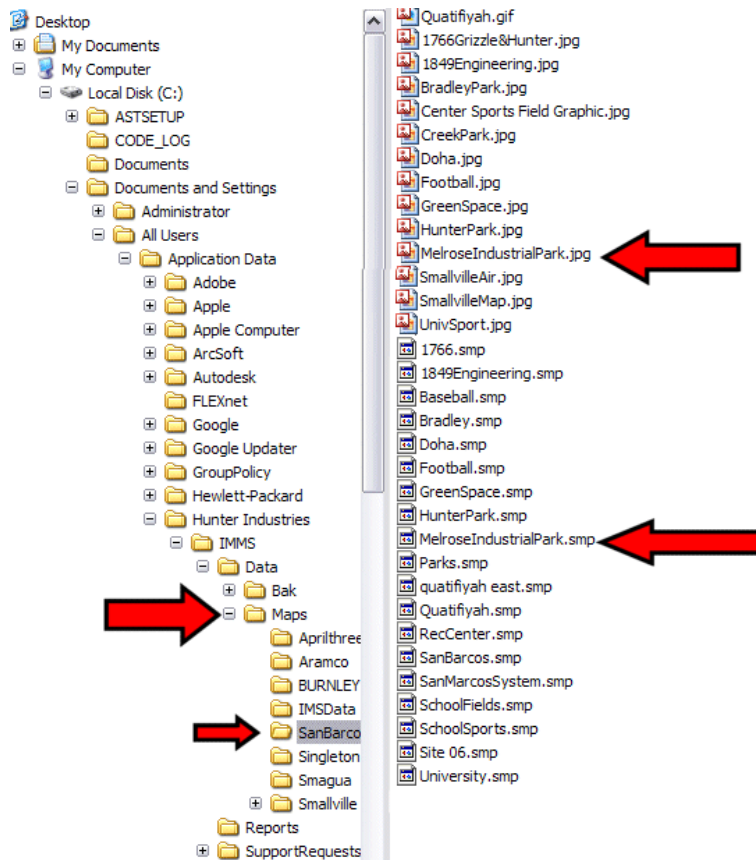 Desktop
My Documents
My Computer
Local Disk (C:)
ASTSETUP
CODE_LOG
Documents
Documents and Settings
Administrator
All Users
Application Data
Adobe
Apple
Apple Computer
ArcSoft
Autodesk
FLEXnet
Google
Google Updater
GroupPolicy
Hewlett-Packard
Hunter Industries
IMMS
Data
Bak
Maps
Aprilthree
Aramco
BURNLEY
IMSData
SanBarco
Singleton
Smagua
Smallville
Reports
SupportRequests
Quatifiyah.gif
1766Grizzle&Hunter.jpg
1849Engineering.jpg
BradleyPark.jpg
Center Sports Field Graphic.jpg
CreekPark.jpg
Doha.jpg
Football.jpg
GreenSpace.jpg
HunterPark.jpg
MelroseIndustrialPark.jpg
SmallvilleAir.jpg
SmallvilleMap.jpg
UnivSport.jpg
1766.smp
1849Engineering.smp
Baseball.smp
Bradley.smp
Doha.smp
Football.smp
GreenSpace.smp
HunterPark.smp
MelroseIndustrialPark.smp
Parks.smp
quatifiyah east.smp
Quatifiyah.smp
RecCenter.smp
SanBarcos.smp
SanMarcosSystem.smp
SchoolFields.smp
SchoolSports.smp
Site 06.smp
University.smp